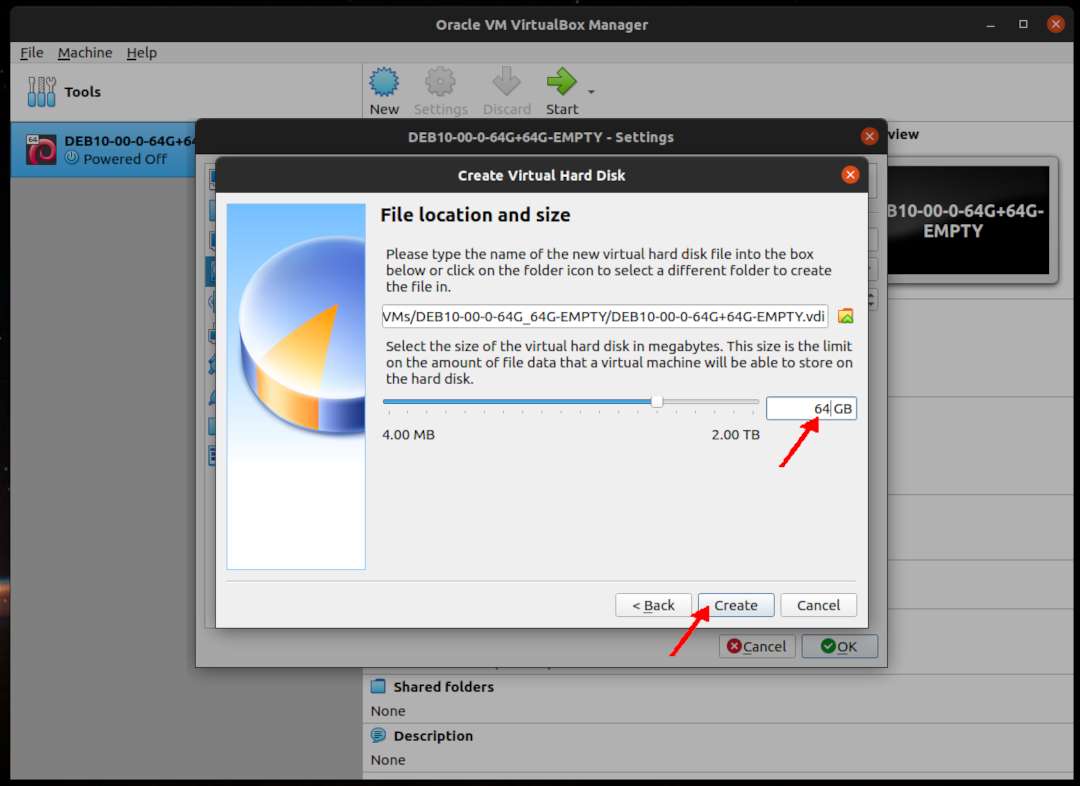 Oracle VM VirtualBox Manager
File Machine Help
Tools
New Settings Discard Start
DEB10-00-0-64G+64G-EMPTY - Settings
64
DEB10-00-0-64G+64
Powered Off
view
Create Virtual Hard Disk
B10-00-0-64G+64G-
EMPTY
File location and size
Please type the name of the new virtual hard disk file into the box
below or click on the folder icon to select a different folder to create
the file in.
VMs/DEB10-00-0-64G_64G-EMPTY/DEB10-00-0-64G+64G-EMPTY.vdi
Select the size of the virtual hard disk in megabytes. This size is the limit
on the amount of file data that a virtual machine will be able to store on
the hard disk.
64 GB
4.00 MB 2.00 TB
< Back Create Cancel
Cancel OK
Shared folders
None
Description
None